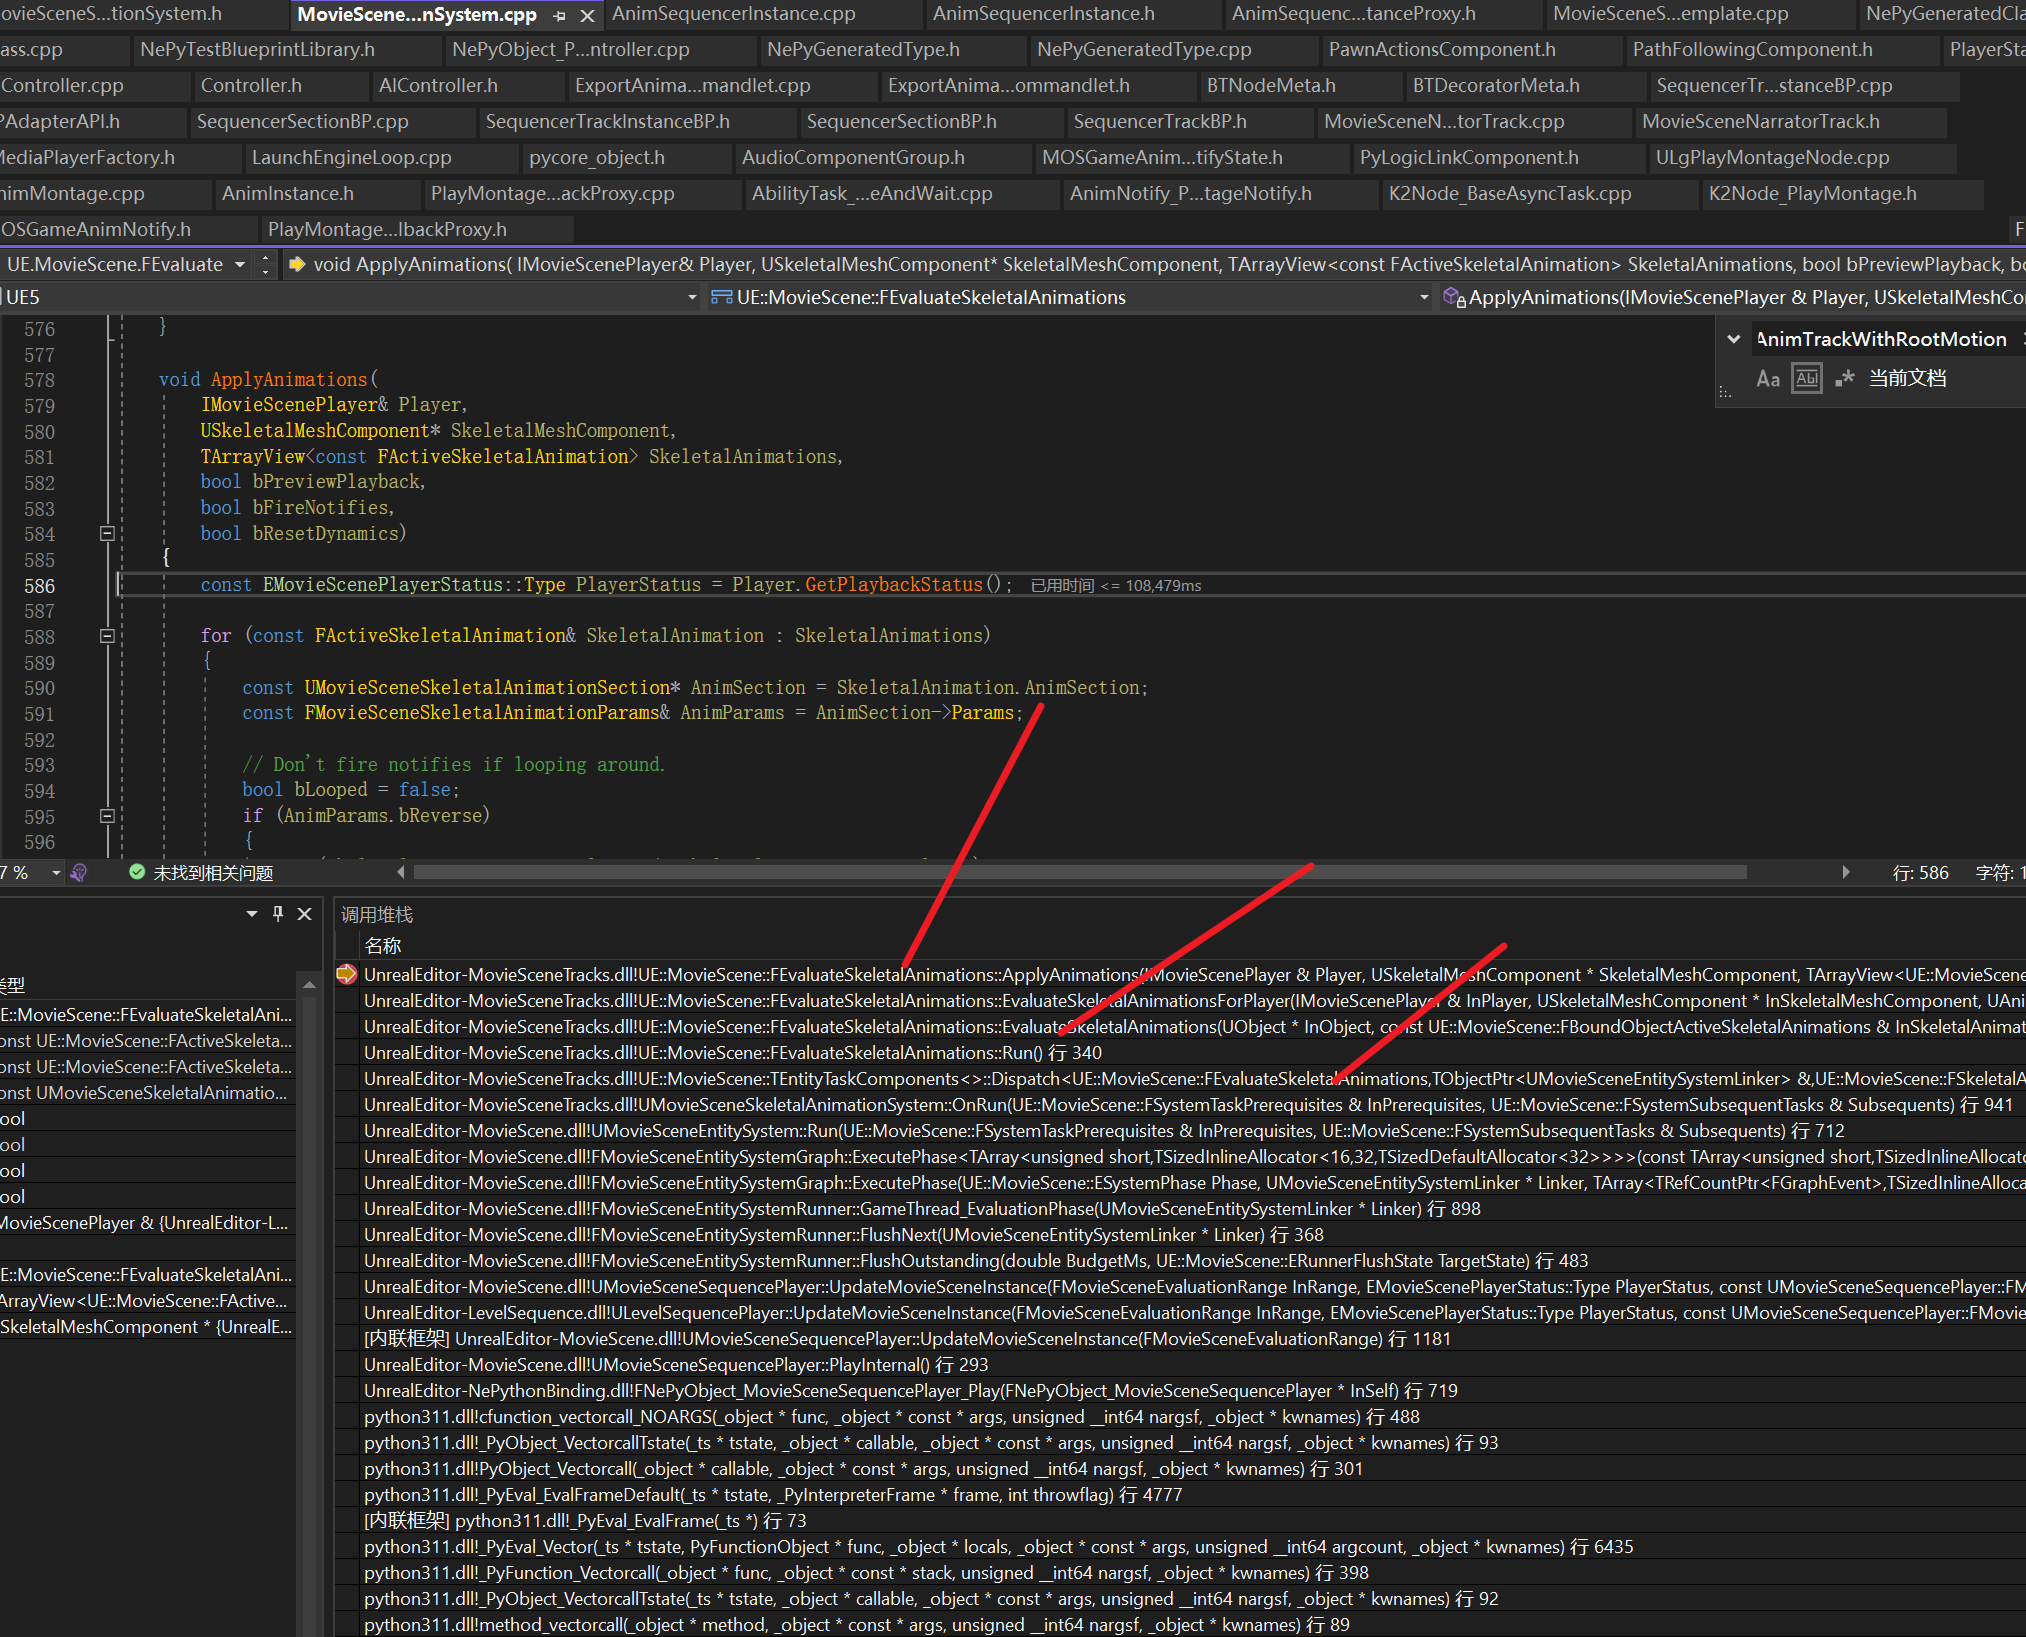 ovieSceneS...tionSystem.h MovieScene...nSystem.cpp AnimSequencerInstance.cpp AnimSequencerInstance.h AnimSequenc...tanceProxy.h MovieSceneS...emplate.cpp NePyGeneratedCla
ass.cpp NePyTestBlueprintLibrary.h NePyObject_P...ntroller.cpp NePyGeneratedType.h NePyGeneratedType.cpp PawnActionsComponent.h PathFollowingComponent.h PlayerSta
Controller.cpp Controller.h AIController.h ExportAnima...mandlet.cpp ExportAnima...ommandlet.h BTNodeMeta.h BTDecoratorMeta.h SequencerTr...stanceBP.cpp
PAdapterAPI.h SequencerSectionBP.cpp SequencerTrackInstanceBP.h SequencerSectionBP.h SequencerTrackBP.h MovieSceneN...torTrack.cpp MovieSceneNarratorTrack.h
MediaPlayerFactory.h LaunchEngineLoop.cpp pycore_object.h AudioComponentGroup.h MOSGameAnim...tifyState.h PyLogicLinkComponent.h ULgPlayMontageNode.cpp
nimMontage.cpp AnimInstance.h PlayMontage...ackProxy.cpp AbilityTask_...eAndWait.cpp AnimNotify_P...tageNotify.h K2Node_BaseAsyncTask.cpp K2Node_PlayMontage.h
OSGameAnimNotify.h PlayMontage...lbackProxy.h F
UE.MovieScene.FEvaluate void ApplyAnimations( IMovieScenePlayer& Player, USkeletalMeshComponent* SkeletalMeshComponent, TArrayView<const FActiveSkeletalAnimation> SkeletalAnimations, bool bPreviewPlayback, bo
UE5 UE::MovieScene::FEvaluateSkeletalAnimations ApplyAnimations(IMovieScenePlayer & Player, USkeletalMeshCo
576 }
577
578 void ApplyAnimations(
579 IMovieScenePlayer& Player,
580 USkeletalMeshComponent* SkeletalMeshComponent,
581 TArrayView<const FActiveSkeletalAnimation> SkeletalAnimations,
582 bool bPreviewPlayback,
583 bool bFireNotifies,
584 bool bResetDynamics)
585 {
586 const EMovieScenePlayerStatus::Type PlayerStatus = Player.GetPlaybackStatus(); 已用时间 <= 108,479ms
587
588 for (const FActiveSkeletalAnimation& SkeletalAnimation : SkeletalAnimations)
589 {
590 const UMovieSceneSkeletalAnimationSection* AnimSection = SkeletalAnimation.AnimSection;
591 const FMovieSceneSkeletalAnimationParams& AnimParams = AnimSection->Params;
592
593 // Don't fire notifies if looping around.
594 bool bLooped = false;
595 if (AnimParams.bReverse)
596 {
AnimTrackWithRootMotion
Aa Abl .* 当前文档
7 % 未找到相关问题 行: 586 字符: 1
调用堆栈
名称
UnrealEditor-MovieSceneTracks.dll!UE::MovieScene::FEvaluateSkeletalAnimations::ApplyAnimations(IMovieScenePlayer & Player, USkeletalMeshComponent * SkeletalMeshComponent, TArrayView<UE::MovieScene
UnrealEditor-MovieSceneTracks.dll!UE::MovieScene::FEvaluateSkeletalAnimations::EvaluateSkeletalAnimationsForPlayer(IMovieScenePlayer & InPlayer, USkeletalMeshComponent * InSkeletalMeshComponent, UAni
UnrealEditor-MovieSceneTracks.dll!UE::MovieScene::FEvaluateSkeletalAnimations::EvaluateSkeletalAnimations(UObject * InObject, const UE::MovieScene::FBoundObjectActiveSkeletalAnimations & InSkeletalAnimat
UnrealEditor-MovieSceneTracks.dll!UE::MovieScene::FEvaluateSkeletalAnimations::Run() 行 340
UnrealEditor-MovieSceneTracks.dll!UE::MovieScene::TEntityTaskComponents<>::Dispatch<UE::MovieScene::FEvaluateSkeletalAnimations,TObjectPtr<UMovieSceneEntitySystemLinker> &,UE::MovieScene::FSkeletalA
UnrealEditor-MovieSceneTracks.dll!UMovieSceneSkeletalAnimationSystem::OnRun(UE::MovieScene::FSystemTaskPrerequisites & InPrerequisites, UE::MovieScene::FSystemSubsequentTasks & Subsequents) 行 941
UnrealEditor-MovieScene.dll!UMovieSceneEntitySystem::Run(UE::MovieScene::FSystemTaskPrerequisites & InPrerequisites, UE::MovieScene::FSystemSubsequentTasks & Subsequents) 行 712
UnrealEditor-MovieScene.dll!FMovieSceneEntitySystemGraph::ExecutePhase<TArray<unsigned short,TSizedInlineAllocator<16,32,TSizedDefaultAllocator<32>>>>(const TArray<unsigned short,TSizedInlineAllocato
UnrealEditor-MovieScene.dll!FMovieSceneEntitySystemGraph::ExecutePhase(UE::MovieScene::ESystemPhase Phase, UMovieSceneEntitySystemLinker * Linker, TArray<TRefCountPtr<FGraphEvent>,TSizedInlineAlloca
UnrealEditor-MovieScene.dll!FMovieSceneEntitySystemRunner::GameThread_EvaluationPhase(UMovieSceneEntitySystemLinker * Linker) 行 898
UnrealEditor-MovieScene.dll!FMovieSceneEntitySystemRunner::FlushNext(UMovieSceneEntitySystemLinker * Linker) 行 368
UnrealEditor-MovieScene.dll!FMovieSceneEntitySystemRunner::FlushOutstanding(double BudgetMs, UE::MovieScene::ERunnerFlushState TargetState) 行 483
UnrealEditor-MovieScene.dll!UMovieSceneSequencePlayer::UpdateMovieSceneInstance(FMovieSceneEvaluationRange InRange, EMovieScenePlayerStatus::Type PlayerStatus, const UMovieSceneSequencePlayer::FM
UnrealEditor-LevelSequence.dll!ULevelSequencePlayer::UpdateMovieSceneInstance(FMovieSceneEvaluationRange InRange, EMovieScenePlayerStatus::Type PlayerStatus, const UMovieSceneSequencePlayer::FMovieS
[内联框架] UnrealEditor-MovieScene.dll!UMovieSceneSequencePlayer::UpdateMovieSceneInstance(FMovieSceneEvaluationRange) 行 1181
UnrealEditor-MovieScene.dll!UMovieSceneSequencePlayer::PlayInternal() 行 293
UnrealEditor-NePythonBinding.dll!FNePyObject_MovieSceneSequencePlayer_Play(FNePyObject_MovieSceneSequencePlayer * InSelf) 行 719
python311.dll!cfunction_vectorcall_NOARGS(_object * func, _object * const * args, unsigned __int64 nargsf, _object * kwnames) 行 488
python311.dll!_PyObject_VectorcallTstate(_ts * tstate, _object * callable, _object * const * args, unsigned __int64 nargsf, _object * kwnames) 行 93
python311.dll!PyObject_Vectorcall(_object * callable, _object * const * args, unsigned __int64 nargsf, _object * kwnames) 行 301
python311.dll!_PyEval_EvalFrameDefault(_ts * tstate, _PyInterpreterFrame * frame, int throwflag) 行 4777
[内联框架] python311.dll!_PyEval_EvalFrame(_ts *) 行 73
python311.dll!_PyEval_Vector(_ts * tstate, PyFunctionObject * func, _object * locals, _object * const * args, unsigned __int64 argcount, _object * kwnames) 行 6435
python311.dll!_PyFunction_Vectorcall(_object * func, _object * const * stack, unsigned __int64 nargsf, _object * kwnames) 行 398
python311.dll!_PyObject_VectorcallTstate(_ts * tstate, _object * callable, _object * const * args, unsigned __int64 nargsf, _object * kwnames) 行 92
python311.dll!method_vectorcall(_object * method, _object * const * args, unsigned __int64 nargsf, _object * kwnames) 行 89
类型
E::MovieScene::FEvaluateSkeletalAni...
onst UE::MovieScene::FActiveSkeleta...
onst UE::MovieScene::FActiveSkeleta...
onst UMovieSceneSkeletalAnimatio...
ool
ool
ool
ool
MovieScenePlayer & {UnrealEditor-L...
E::MovieScene::FEvaluateSkeletalAni...
ArrayView<UE::MovieScene::FActive...
SkeletalMeshComponent * {UnrealE...